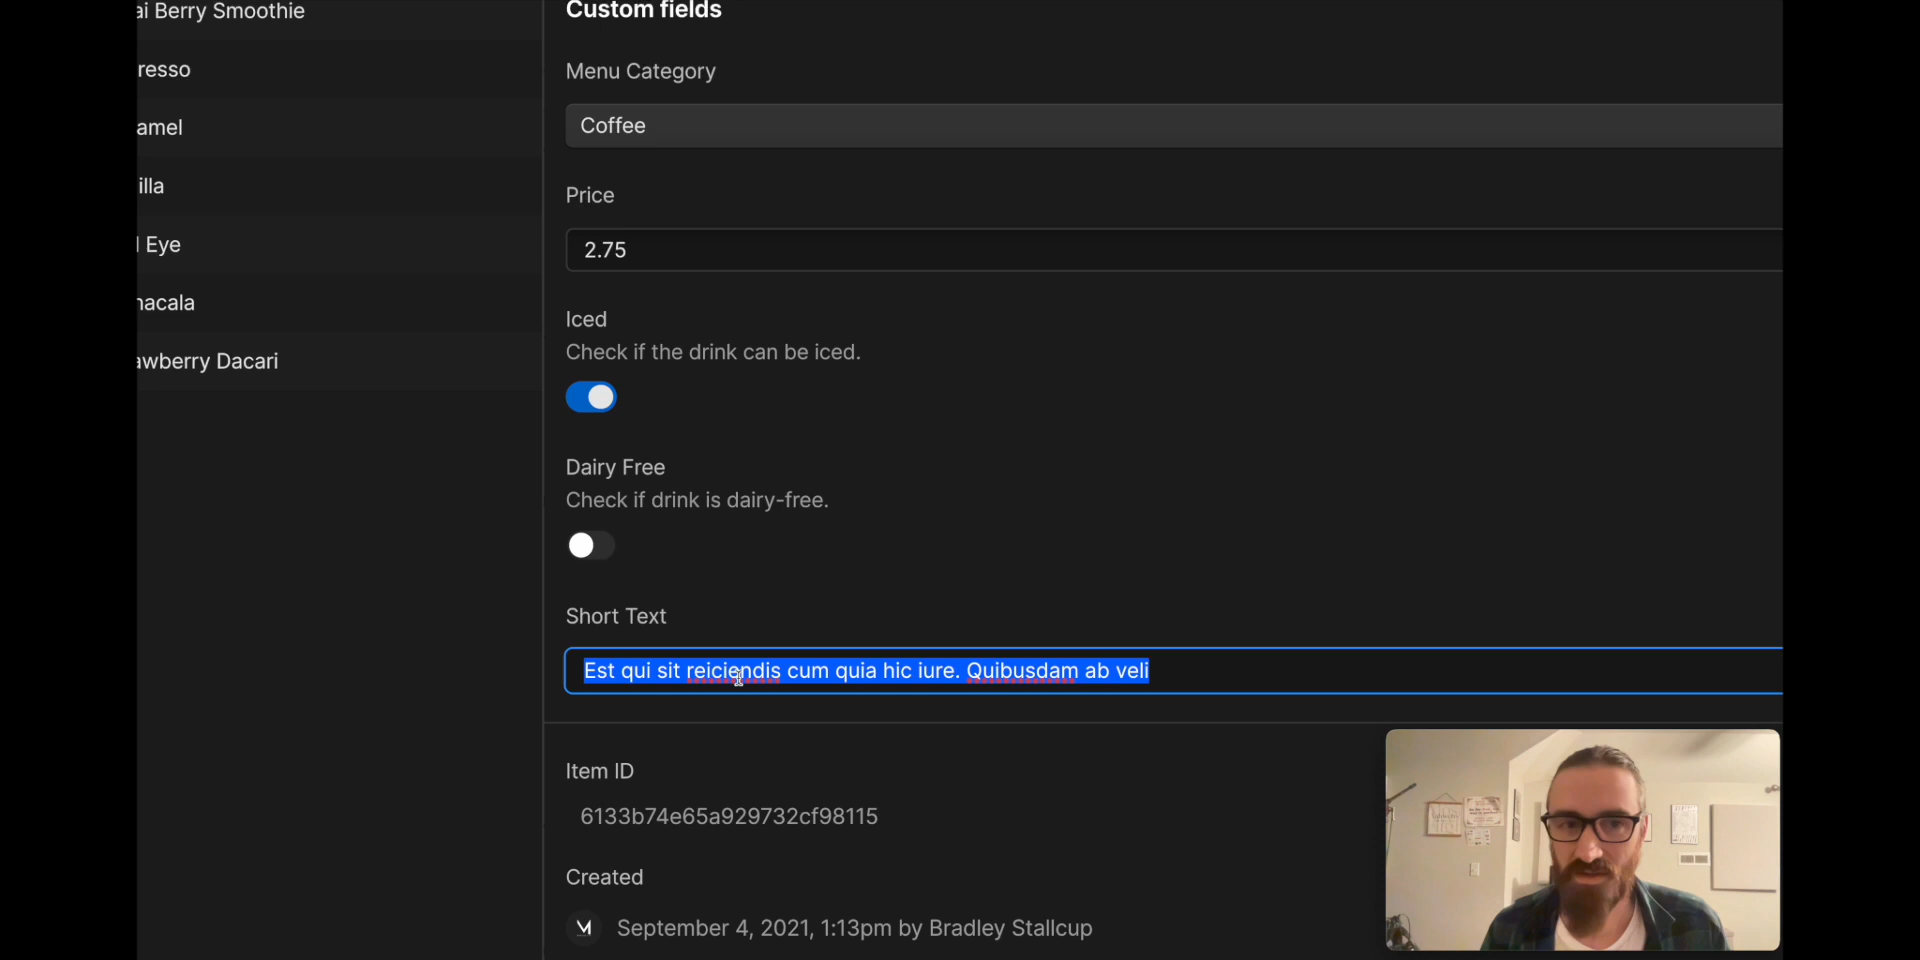 ai Berry Smoothie
resso
amel
illa
l Eye
nacala
awberry Dacari
Custom fields
Menu Category
Coffee
Price
2.75
Iced
Check if the drink can be iced.
Dairy Free
Check if drink is dairy-free.
Short Text
Est qui sit reiciendis cum quia hic iure. Quibusdam ab veli
Item ID
6133b74e65a929732cf98115
Created
September 4, 2021, 1:13pm by Bradley Stallcup